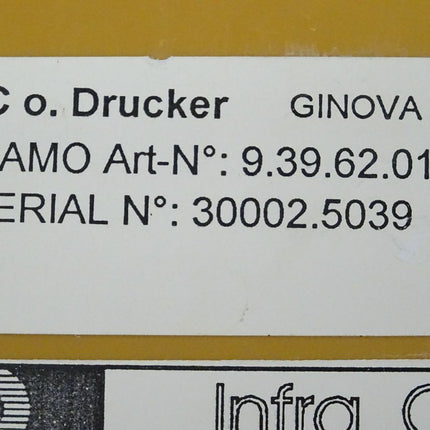 C o. Drucker GINOVA
AMO Art-N°: 9.39.62.01
ERIAL N°: 30002.5039
Infra